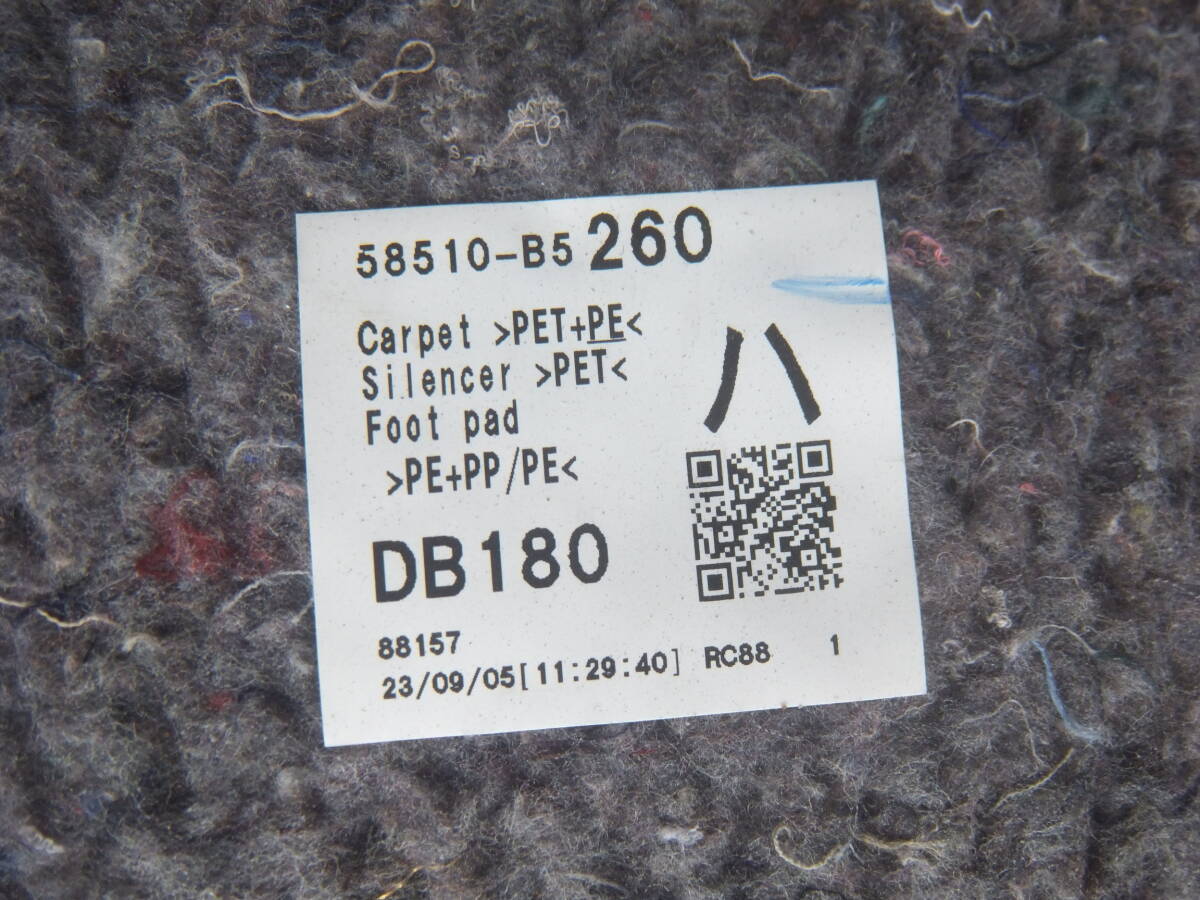 58510-B5 260
Carpet >PET+PE<
Silencer >PET<
Foot pad
>PE+PP/PE<
ハ
DB180
88157
23/09/05[11:29:40] RC88 1